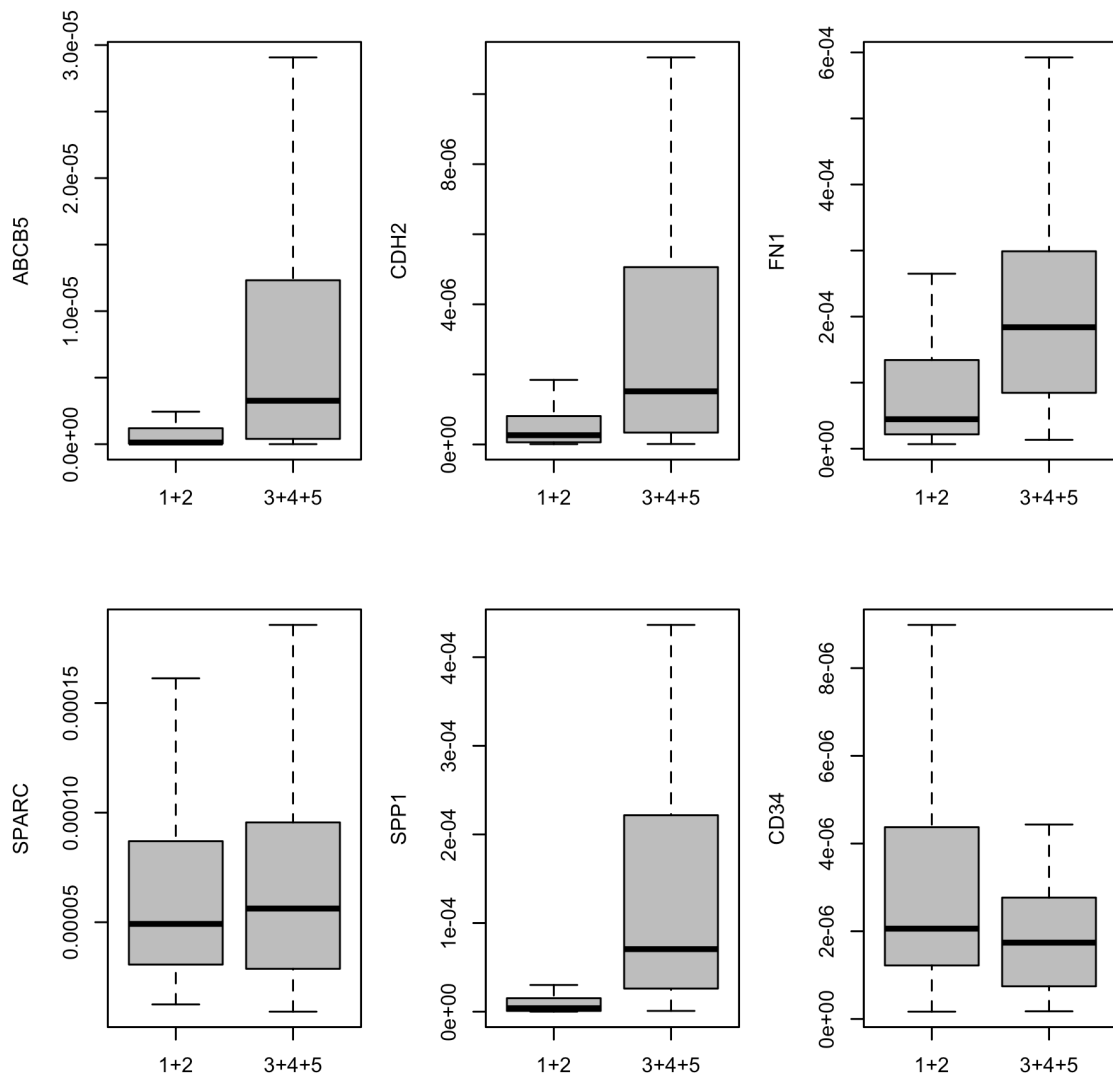 ABCB5
0.0e+00 1.0e-05 2.0e-05 3.0e-05
1+2 3+4+5
CDH2
0e+00 4e-06 8e-06
1+2 3+4+5
FN1
0e+00 2e-04 4e-04 6e-04
1+2 3+4+5
SPARC
0.00005 0.00010 0.00015
1+2 3+4+5
SPP1
0e+00 1e-04 2e-04 3e-04 4e-04
1+2 3+4+5
CD34
0e+00 2e-06 4e-06 6e-06 8e-06
1+2 3+4+5